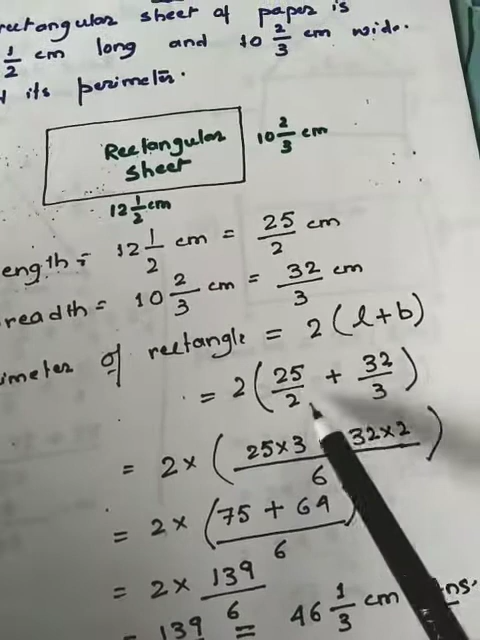 rectangular sheet of paper is
1/2 cm long and 10 2/3 cm wide.
its perimeter.
Rectangular
Sheet
10 2/3 cm
12 1/2 cm
ength = 12 1/2 cm = 25/2 cm
readth = 10 2/3 cm = 32/3 cm
imeter of rectangle = 2 (l+b)
= 2 (25/2 + 32/3)
= 2× (25×3 32×2 / 6)
= 2× (75 + 64 / 6
= 2× 139/6
= 139 = 46 1/3 cm ns.